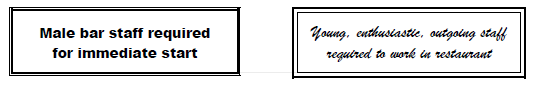 Male bar staff required
for immediate start
Young, enthusiastic, outgoing staff
required to work in restaurant